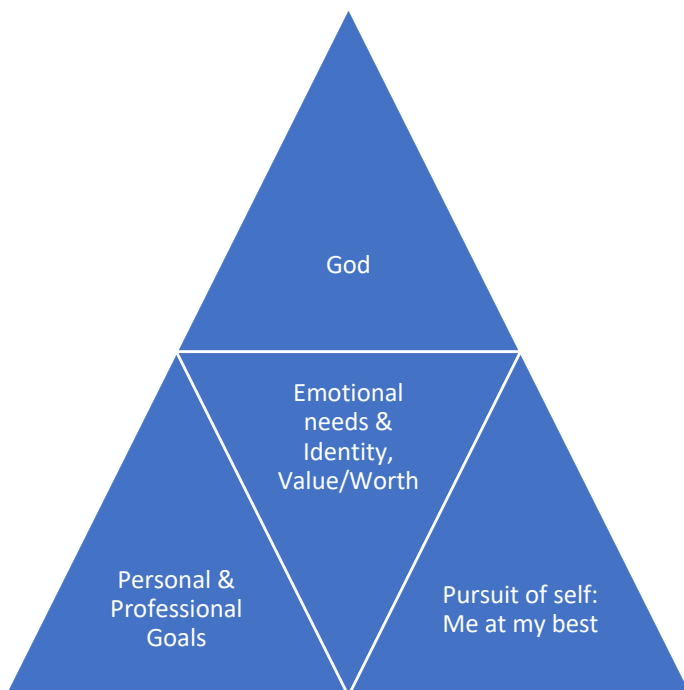 God
Emotional
needs &
Identity,
Value/Worth
Personal &
Professional
Goals
Pursuit of self:
Me at my best